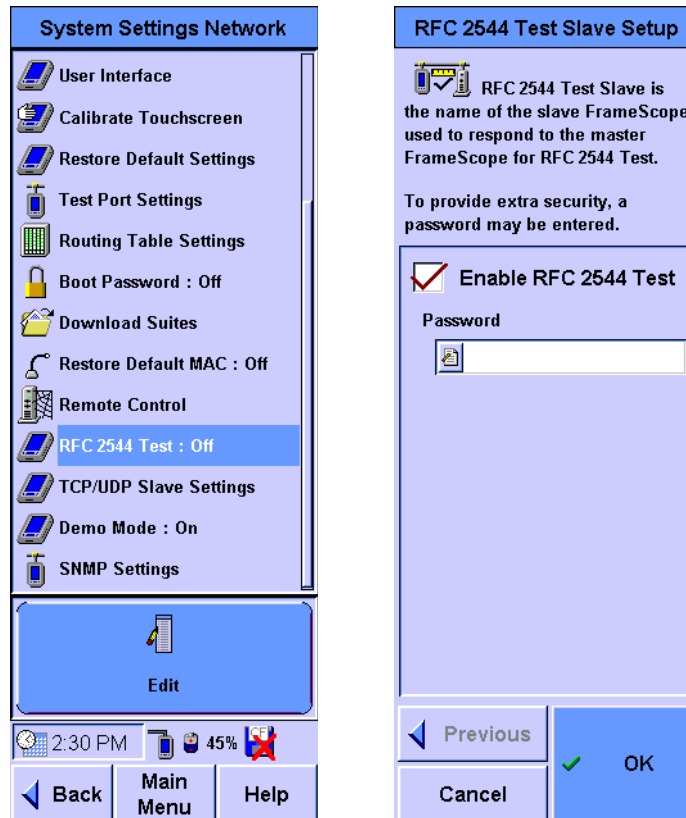 System Settings Network
User Interface
Calibrate Touchscreen
Restore Default Settings
Test Port Settings
Routing Table Settings
Boot Password : Off
Download Suites
Restore Default MAC : Off
Remote Control
RFC 2544 Test : Off
TCP/UDP Slave Settings
Demo Mode : On
SNMP Settings
Edit
2:30 PM
45%
CF
Back
Main
Menu
Help
RFC 2544 Test Slave Setup
RFC 2544 Test Slave is
the name of the slave FrameScope
used to respond to the master
FrameScope for RFC 2544 Test.
To provide extra security, a
password may be entered.
Enable RFC 2544 Test
Password
Previous
OK
Cancel